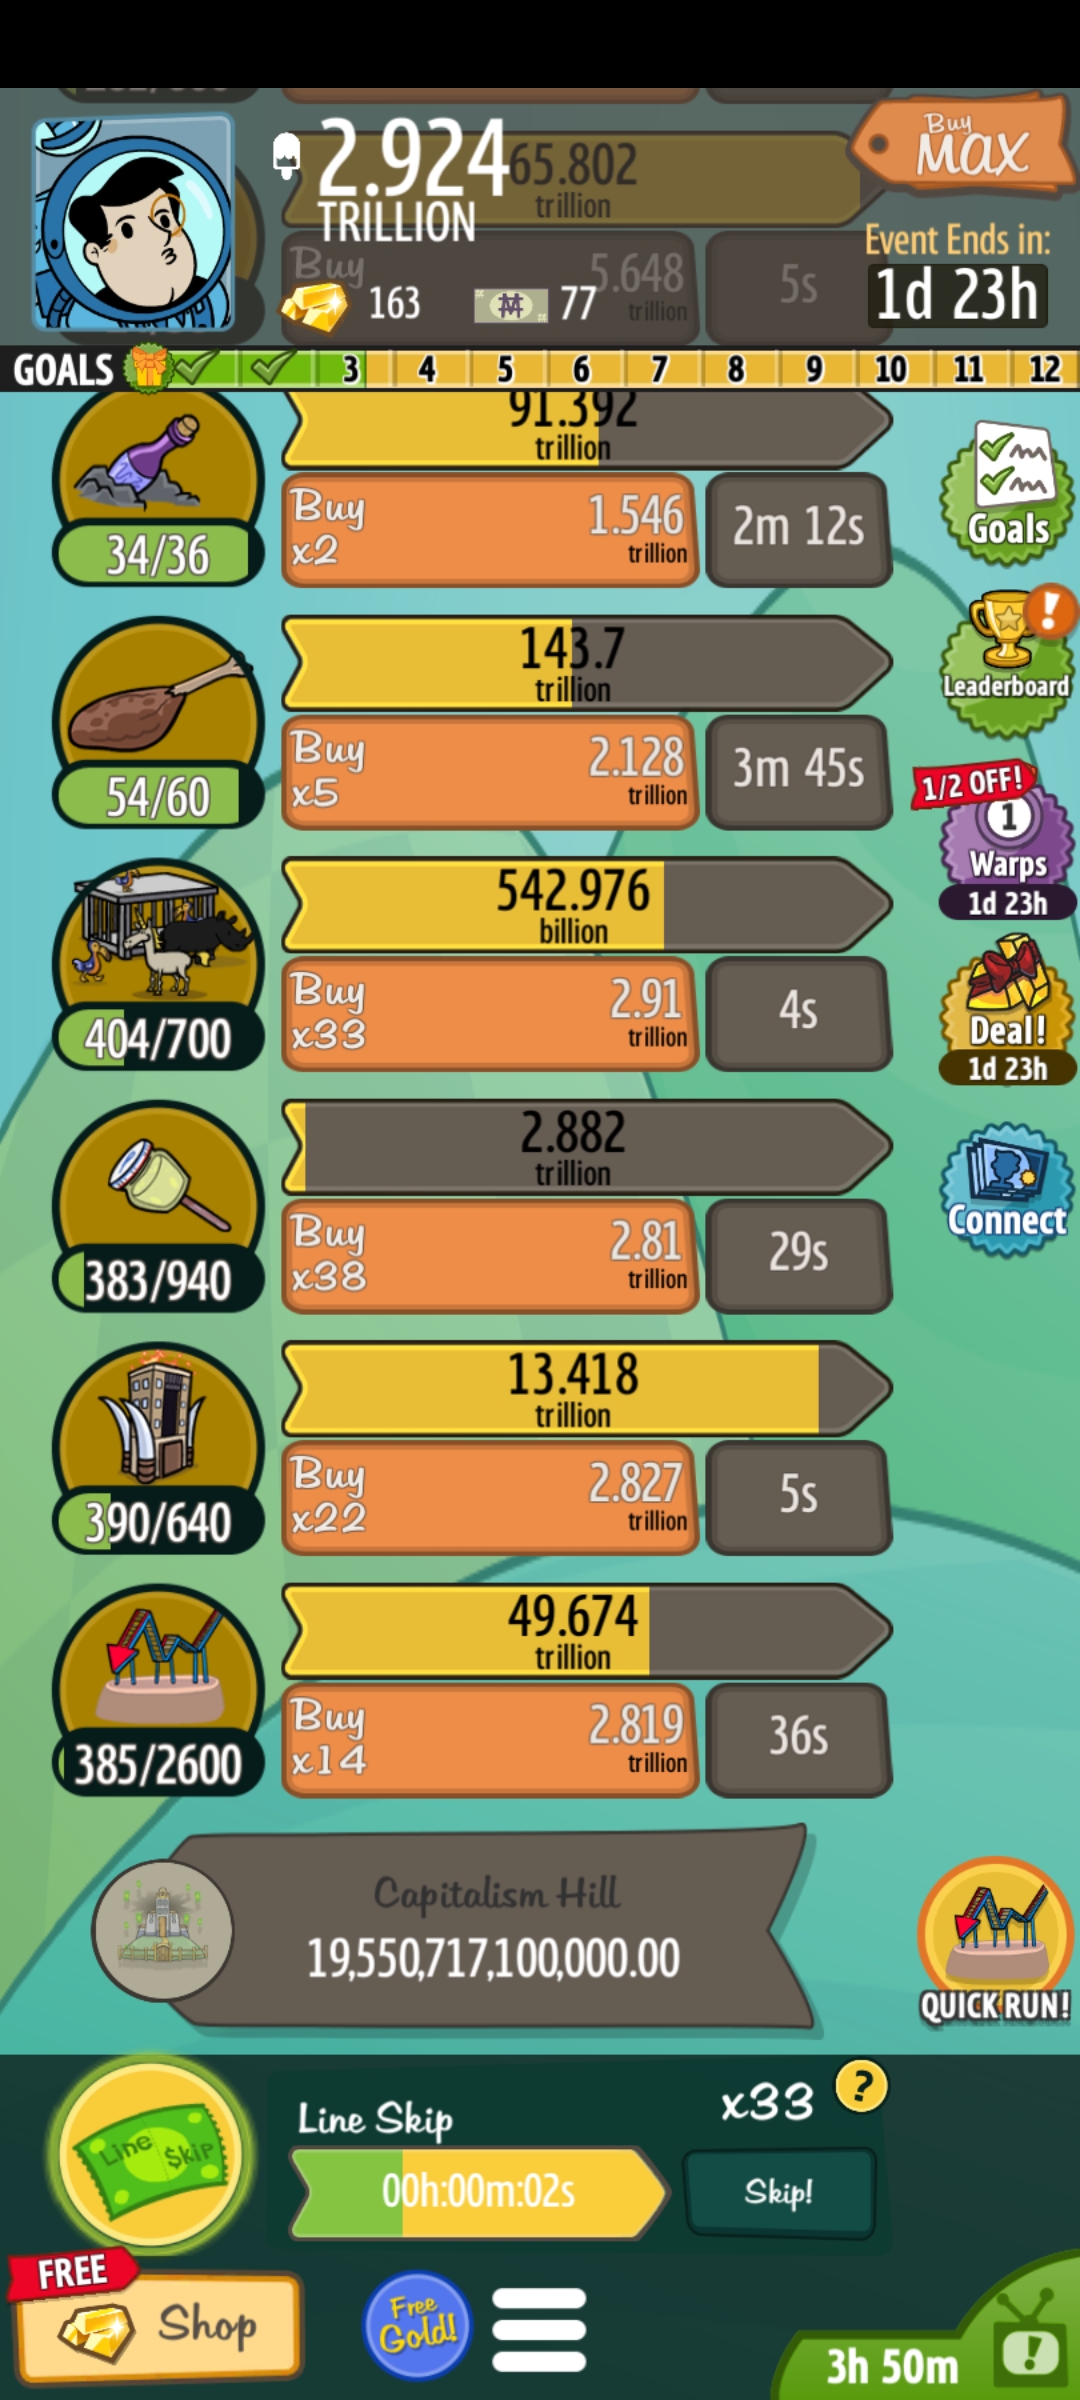 2.924
TRILLION
65.802
trillion
Buy
MAX
Buy
5.648
trillion
5s
163
77
Event Ends in:
1d 23h
GOALS
3 4 5 6 7 8 9 10 11 12
91.392
trillion
34/36
Buy
x2
1.546
trillion
2m 12s
Goals
143.7
trillion
54/60
Buy
x5
2.128
trillion
3m 45s
Leaderboard
1/2 OFF!
1
Warps
1d 23h
542.976
billion
404/700
Buy
x33
2.91
trillion
4s
Deal!
1d 23h
2.882
trillion
383/940
Buy
x38
2.81
trillion
29s
Connect
13.418
trillion
390/640
Buy
x22
2.827
trillion
5s
49.674
trillion
385/2600
Buy
x14
2.819
trillion
36s
Capitalism Hill
19,550,717,100,000.00
QUICK RUN!
Line $kip
Line Skip
x33
?
00h:00m:02s
Skip!
FREE
Shop
Free
Gold!
3h 50m